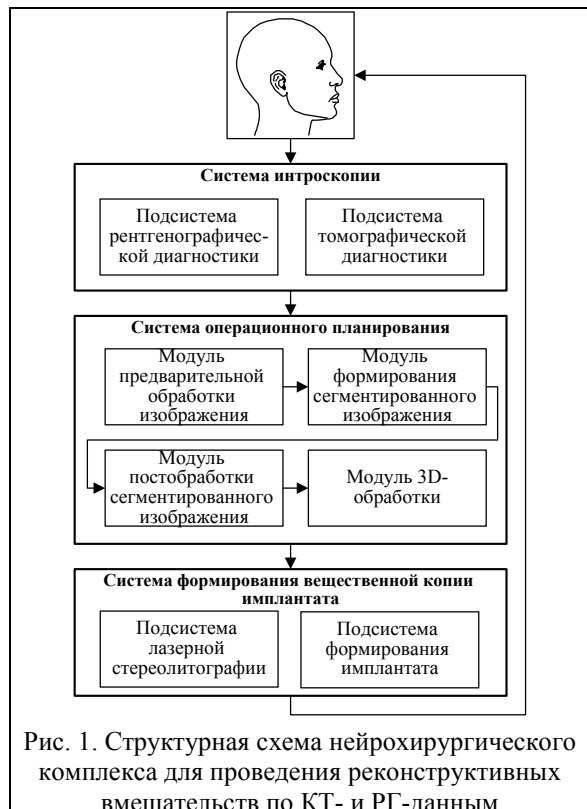 Система интроскопии
Подсистема
рентгенографичес-
кой диагностики
Подсистема
томографической
диагностики
Система операционного планирования
Модуль
предварительной
обработки
изображения
Модуль
формирования
сегментированного
изображения
Модуль
постобработки
сегментированного
изображения
Модуль 3D-
обработки
Система формирования вещественной копии
имплантата
Подсистема
лазерной
стереолитографии
Подсистема
формирования
имплантата
Рис. 1. Структурная схема нейрохирургического
комплекса для проведения реконструктивных
вмешательств по КТ- и РГ-данным